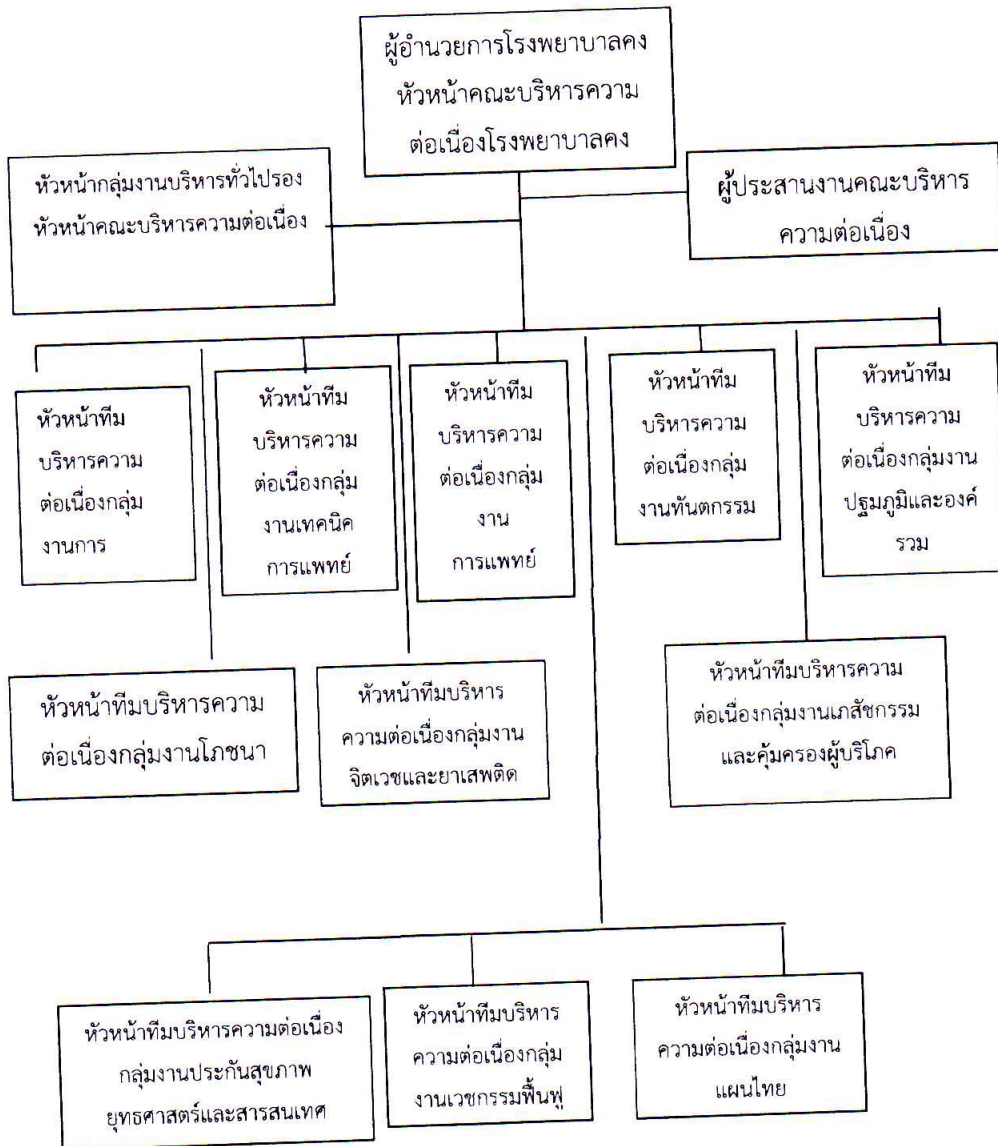 ผู้อำนวยการโรงพยาบาลคง
หัวหน้าคณะบริหารความ
ต่อเนื่องโรงพยาบาลคง
หัวหน้ากลุ่มงานบริหารทั่วไปรอง
หัวหน้าคณะบริหารความต่อเนื่อง
ผู้ประสานงานคณะบริหาร
ความต่อเนื่อง
หัวหน้าทีม
บริหารความ
ต่อเนื่องกลุ่ม
งานการ
หัวหน้าทีม
บริหารความ
ต่อเนื่องกลุ่ม
งานเทคนิค
การแพทย์
หัวหน้าทีม
บริหารความ
ต่อเนื่องกลุ่ม
งาน
การแพทย์
หัวหน้าทีม
บริหารความ
ต่อเนื่องกลุ่ม
งานทันตกรรม
หัวหน้าทีม
บริหารความ
ต่อเนื่องกลุ่มงาน
ปฐมภูมิและองค์
รวม
หัวหน้าทีมบริหารความ
ต่อเนื่องกลุ่มงานโภชนา
หัวหน้าทีมบริหาร
ความต่อเนื่องกลุ่มงาน
จิตเวชและยาเสพติด
หัวหน้าทีมบริหารความ
ต่อเนื่องกลุ่มงานเภสัชกรรม
และคุ้มครองผู้บริโภค
หัวหน้าทีมบริหารความต่อเนื่อง
กลุ่มงานประกันสุขภาพ
ยุทธศาสตร์และสารสนเทศ
หัวหน้าทีมบริหาร
ความต่อเนื่องกลุ่ม
งานเวชกรรมฟื้นฟู
หัวหน้าทีมบริหาร
ความต่อเนื่องกลุ่มงาน
แผนไทย